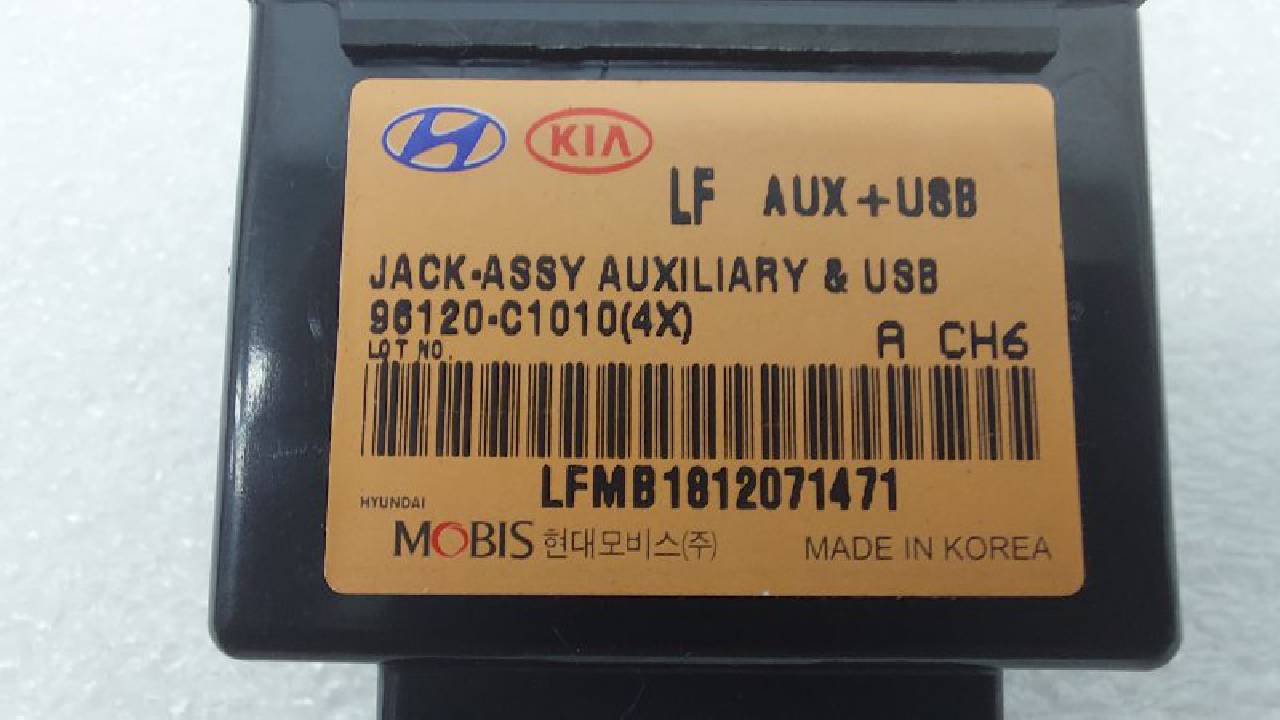 KIA
LF AUX+USB
JACK-ASSY AUXILIARY & USB
96120-C1010(4X)
A CH6
LOT NO.
LFMB1812071471
HYUNDAI
MOBIS 현대모비스(주)
MADE IN KOREA